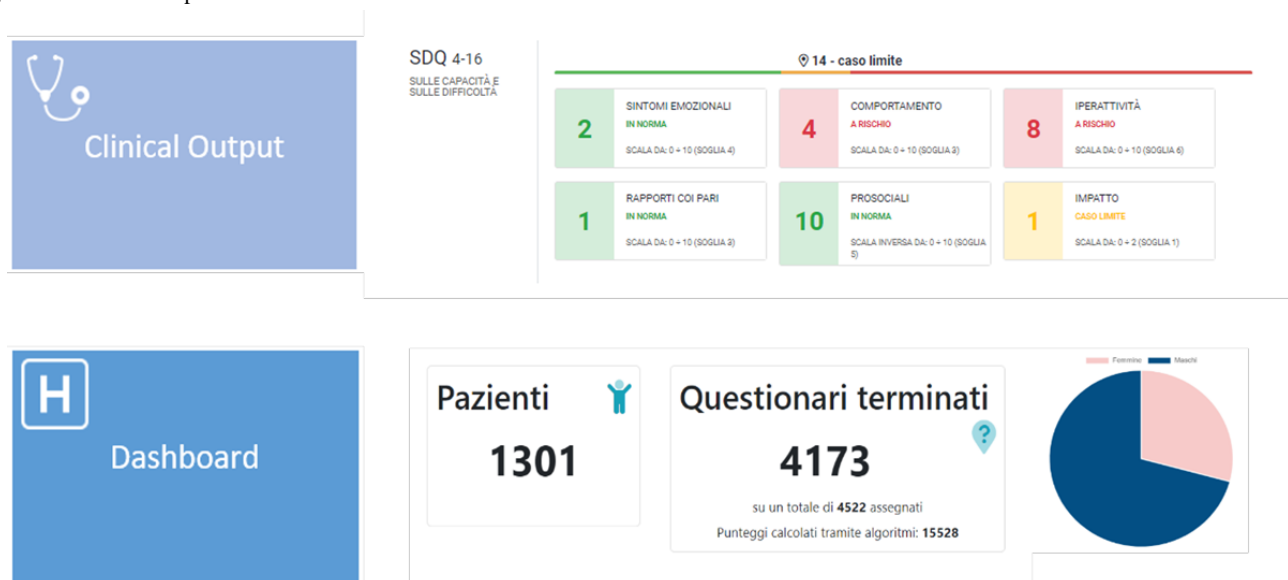 Clinical Output
SDQ 4-16
SULLE CAPACITÀ E
SULLE DIFFICOLTÀ
14 - caso limite
2
SINTOMI EMOZIONALI
IN NORMA
SCALA DA: 0 ÷ 10 (SOGLIA 4)
4
COMPORTAMENTO
A RISCHIO
SCALA DA: 0 ÷ 10 (SOGLIA 3)
8
IPERATTIVITÀ
A RISCHIO
SCALA DA: 0 ÷ 10 (SOGLIA 6)
1
RAPPORTI COI PARI
IN NORMA
SCALA DA: 0 ÷ 10 (SOGLIA 3)
10
PROSOCIALI
IN NORMA
SCALA INVERSA DA: 0 ÷ 10 (SOGLIA
5)
1
IMPATTO
CASO LIMITE
SCALA DA: 0 ÷ 2 (SOGLIA 1)
H
Dashboard
Pazienti
1301
Questionari terminati
?
4173
su un totale di 4522 assegnati
Punteggi calcolati tramite algoritmi: 15528
Femmine Maschi